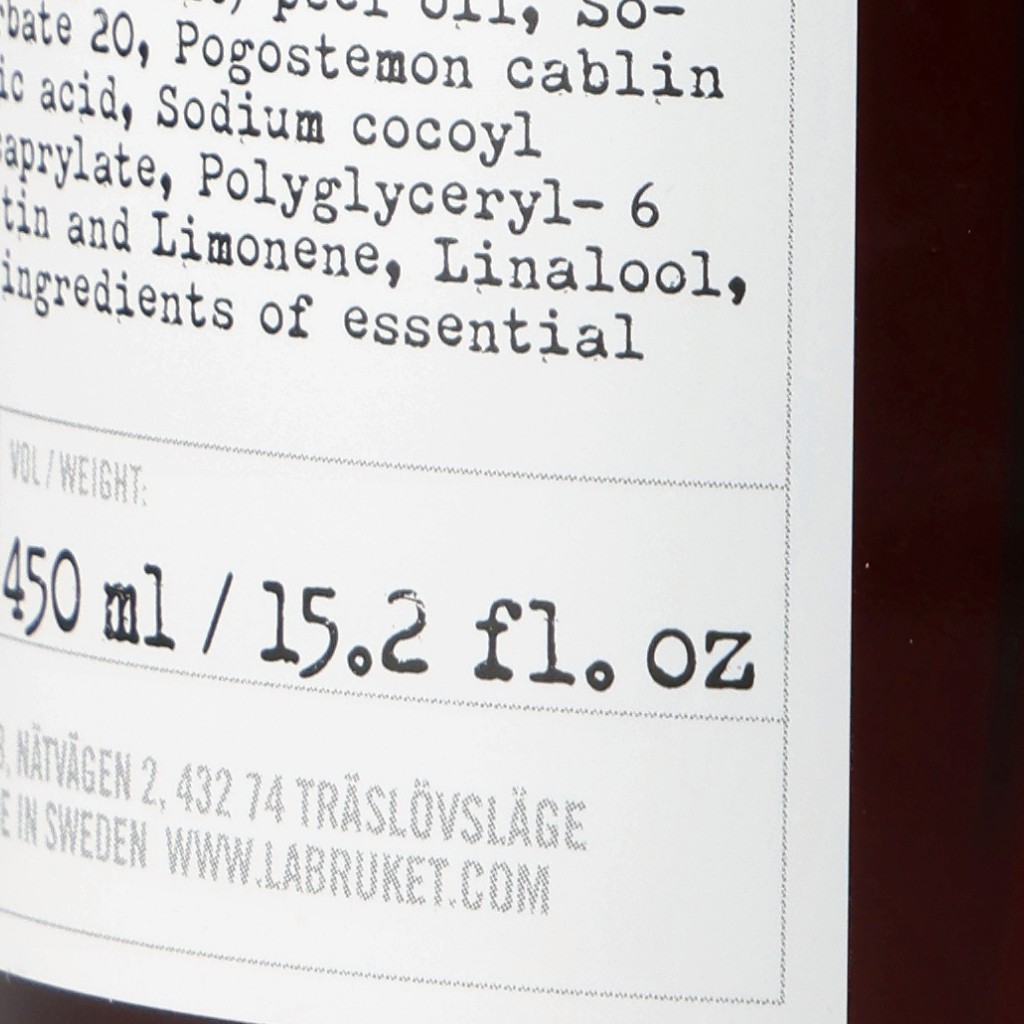 peel oil, So-
bate 20, Pogostemon cablin
ic acid, Sodium cocoyl
aprylate, Polyglyceryl- 6
tin and Limonene, Linalool,
ingredients of essential
VOL / WEIGHT:
450 ml / 15.2 fl. oz
NÄTVÄGEN 2, 432 74 TRÄSLÖVSLÄGE
E IN SWEDEN WWW.LABRUKET.COM